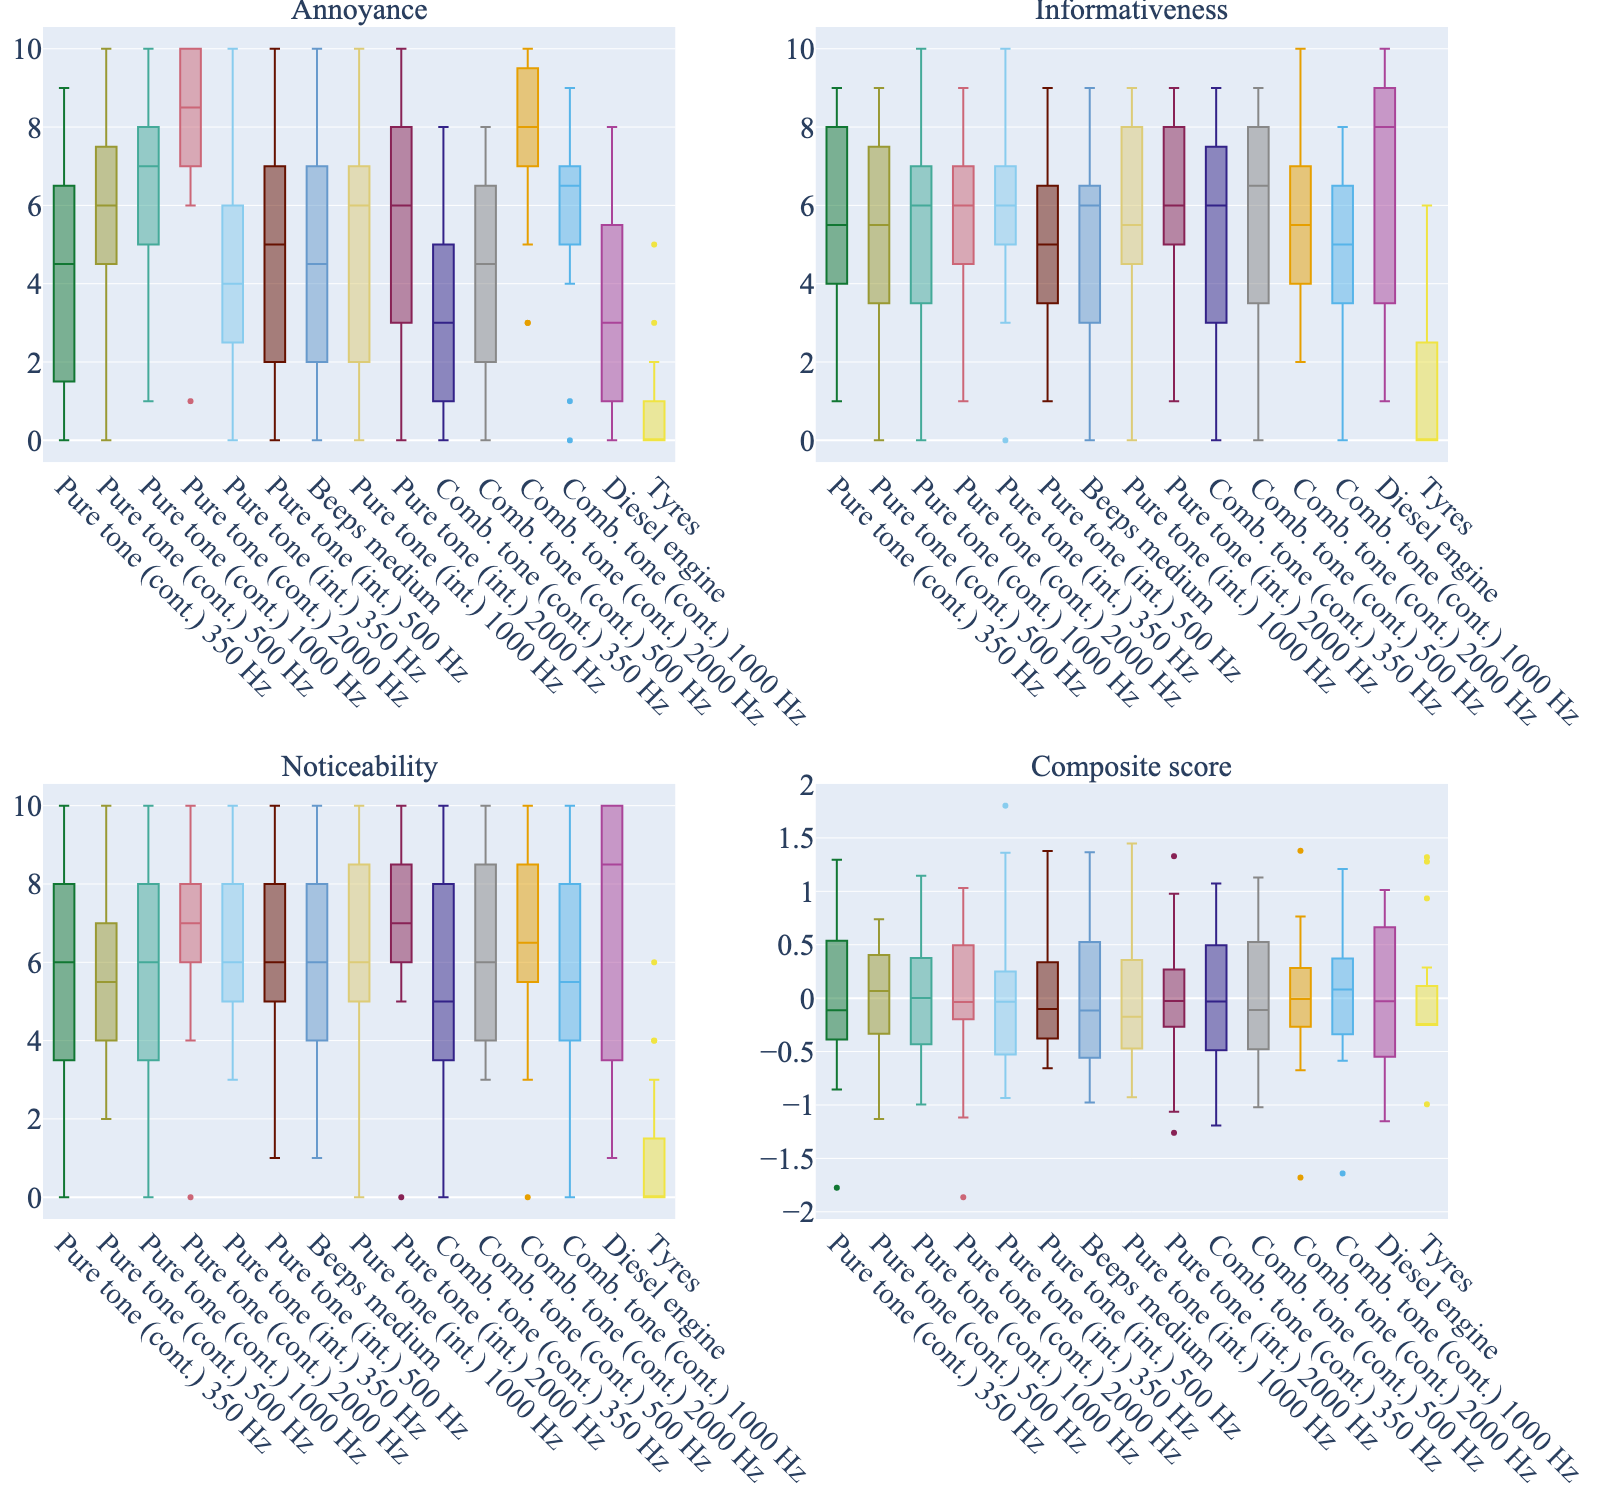 Annoyance
10
8
6
4
2
0
Pure tone (cont.) 350 Hz
Pure tone (cont.) 500 Hz
Pure tone (cont.) 1000 Hz
Pure tone (cont.) 2000 Hz
Pure tone (int.) 350 Hz
Pure tone (int.) 500 Hz
Beeps medium
Pure tone (int.) 1000 Hz
Pure tone (int.) 2000 Hz
Comb. tone (cont.) 350 Hz
Comb. tone (cont.) 500 Hz
Comb. tone (cont.) 2000 Hz
Comb. tone (cont.) 1000 Hz
Diesel engine
Tyres
Informativeness
10
8
6
4
2
0
Pure tone (cont.) 350 Hz
Pure tone (cont.) 500 Hz
Pure tone (cont.) 1000 Hz
Pure tone (cont.) 2000 Hz
Pure tone (int.) 350 Hz
Pure tone (int.) 500 Hz
Beeps medium
Pure tone (int.) 1000 Hz
Pure tone (int.) 2000 Hz
Comb. tone (cont.) 350 Hz
Comb. tone (cont.) 500 Hz
Comb. tone (cont.) 2000 Hz
Comb. tone (cont.) 1000 Hz
Diesel engine
Tyres
Noticeability
10
8
6
4
2
0
Pure tone (cont.) 350 Hz
Pure tone (cont.) 500 Hz
Pure tone (cont.) 1000 Hz
Pure tone (cont.) 2000 Hz
Pure tone (int.) 350 Hz
Pure tone (int.) 500 Hz
Beeps medium
Pure tone (int.) 1000 Hz
Pure tone (int.) 2000 Hz
Comb. tone (cont.) 350 Hz
Comb. tone (cont.) 500 Hz
Comb. tone (cont.) 2000 Hz
Comb. tone (cont.) 1000 Hz
Diesel engine
Tyres
Composite score
2
1.5
1
0.5
0
−0.5
−1
−1.5
−2
Pure tone (cont.) 350 Hz
Pure tone (cont.) 500 Hz
Pure tone (cont.) 1000 Hz
Pure tone (cont.) 2000 Hz
Pure tone (int.) 350 Hz
Pure tone (int.) 500 Hz
Beeps medium
Pure tone (int.) 1000 Hz
Pure tone (int.) 2000 Hz
Comb. tone (cont.) 350 Hz
Comb. tone (cont.) 500 Hz
Comb. tone (cont.) 2000 Hz
Comb. tone (cont.) 1000 Hz
Diesel engine
Tyres